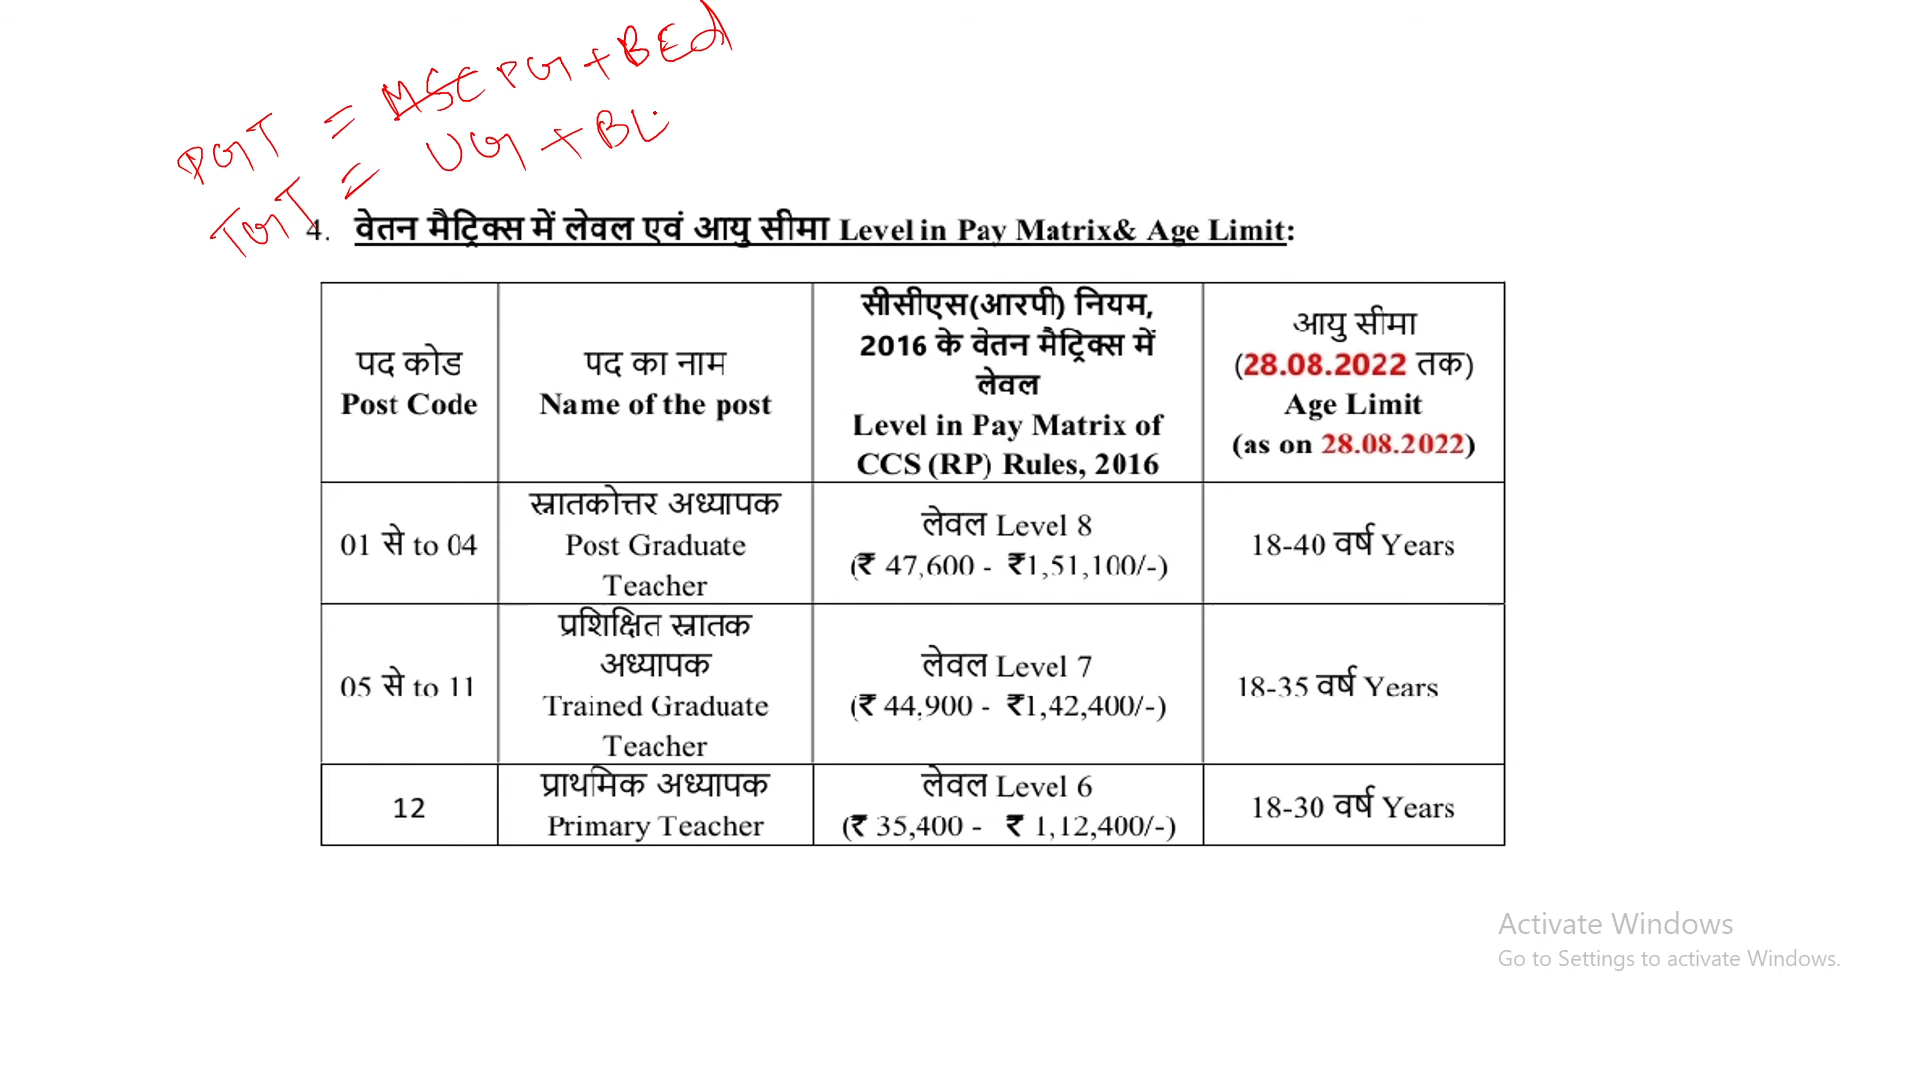 PGT = MSC PG + BEd
TGT = UG + BE
4. वेतन मैट्रिक्स में लेवल एवं आयु सीमा Level in Pay Matrix& Age Limit:
पद कोड
Post Code
पद का नाम
Name of the post
सीसीएस(आरपी) नियम,
2016 के वेतन मैट्रिक्स में
लेवल
Level in Pay Matrix of
CCS (RP) Rules, 2016
आयु सीमा
(28.08.2022 तक)
Age Limit
(as on 28.08.2022)
01 से to 04
स्नातकोत्तर अध्यापक
Post Graduate
Teacher
लेवल Level 8
(₹ 47,600 - ₹1,51,100/-)
18-40 वर्ष Years
05 से to 11
प्रशिक्षित स्नातक
अध्यापक
Trained Graduate
Teacher
लेवल Level 7
(₹ 44,900 - ₹1,42,400/-)
18-35 वर्ष Years
12
प्राथमिक अध्यापक
Primary Teacher
लेवल Level 6
(₹ 35,400 - ₹ 1,12,400/-)
18-30 वर्ष Years
Activate Windows
Go to Settings to activate Windows.